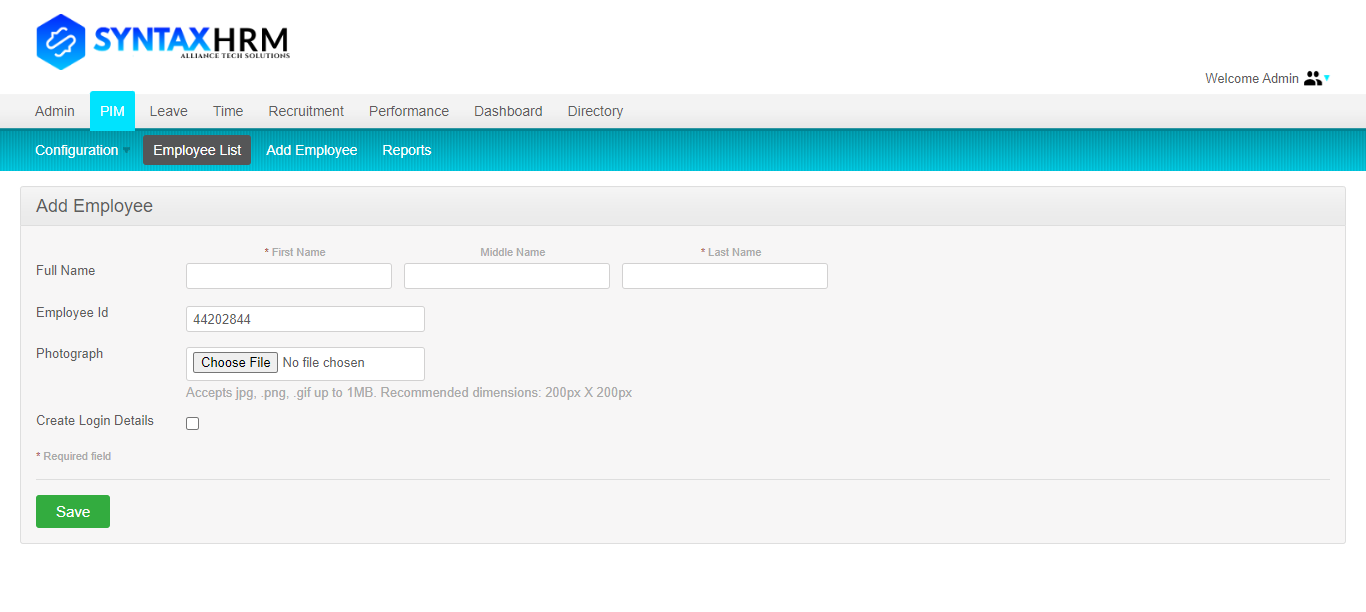 SYNTAXHRM
ALLIANCE TECH SOLUTIONS
Welcome Admin
Admin PIM Leave Time Recruitment Performance Dashboard Directory
Configuration Employee List Add Employee Reports
Add Employee
* First Name Middle Name * Last Name
Full Name
Employee Id 44202844
Photograph Choose File No file chosen
Accepts jpg, .png, .gif up to 1MB. Recommended dimensions: 200px X 200px
Create Login Details
* Required field
Save